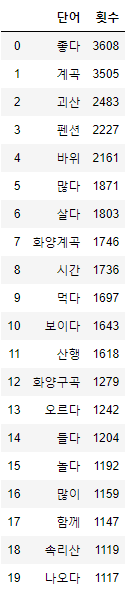 단어 횟수
0 좋다 3608
1 계곡 3505
2 괴산 2483
3 펜션 2227
4 바위 2161
5 많다 1871
6 살다 1803
7 화양계곡 1746
8 시간 1736
9 먹다 1697
10 보이다 1643
11 산행 1618
12 화양구곡 1279
13 오르다 1242
14 들다 1204
15 놀다 1192
16 많이 1159
17 함께 1147
18 속리산 1119
19 나오다 1117